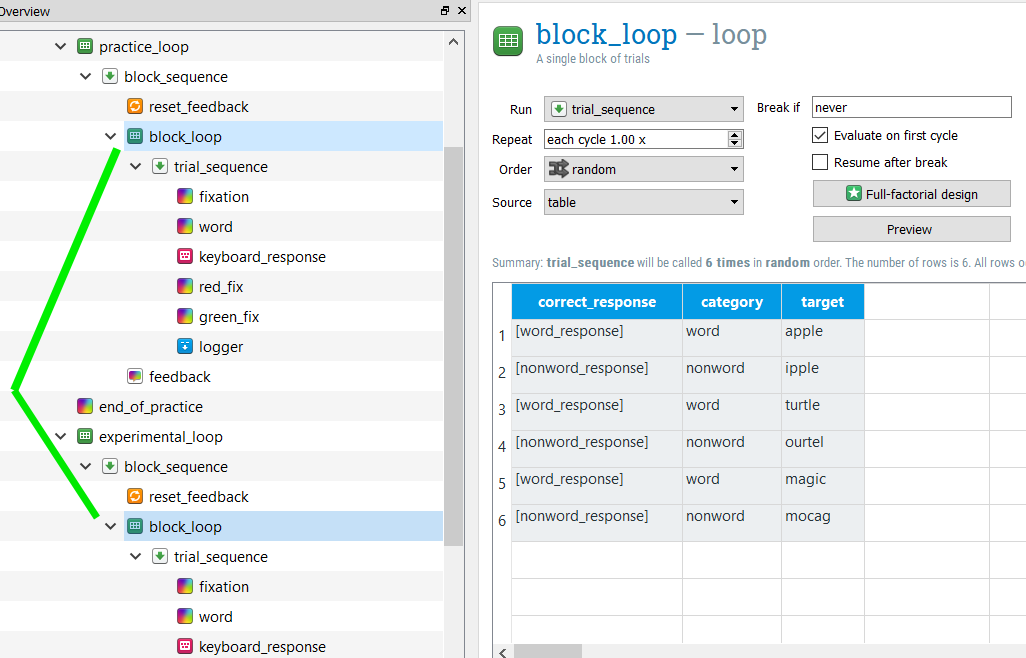 Overview
practice_loop
block_sequence
reset_feedback
block_loop
trial_sequence
fixation
word
keyboard_response
red_fix
green_fix
logger
feedback
end_of_practice
experimental_loop
block_sequence
reset_feedback
block_loop
trial_sequence
fixation
word
keyboard_response
block_loop — loop
A single block of trials
Run trial_sequence Break if never
Repeat each cycle 1.00 x Evaluate on first cycle
Order random Resume after break
Full-factorial design
Source table
Preview
Summary: trial_sequence will be called 6 times in random order. The number of rows is 6. All rows o
correct_response category target
1 [word_response] word apple
2 [nonword_response] nonword ipple
3 [word_response] word turtle
4 [nonword_response] nonword ourtel
5 [word_response] word magic
6 [nonword_response] nonword mocag